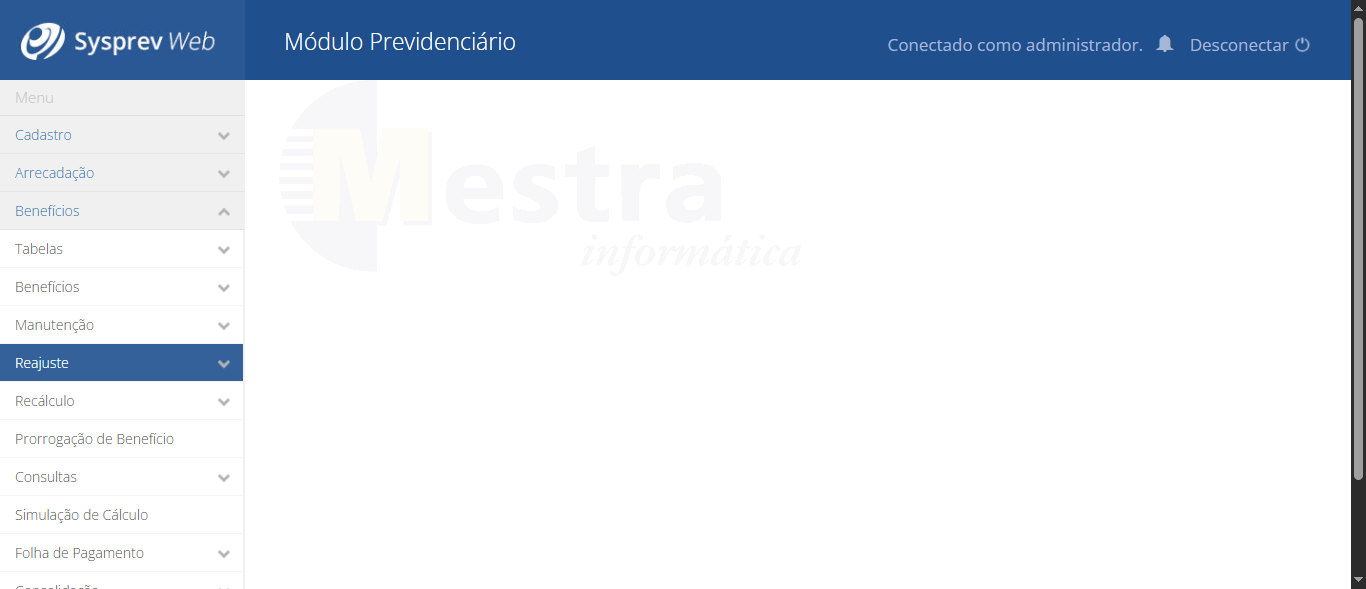 Sysprev Web
Módulo Previdenciário
Conectado como administrador.
Desconectar
Menu
Cadastro
Arrecadação
Benefícios
Tabelas
Benefícios
Manutenção
Reajuste
Recálculo
Prorrogação de Benefício
Consultas
Simulação de Cálculo
Folha de Pagamento
Consolidação
Mestra
informática